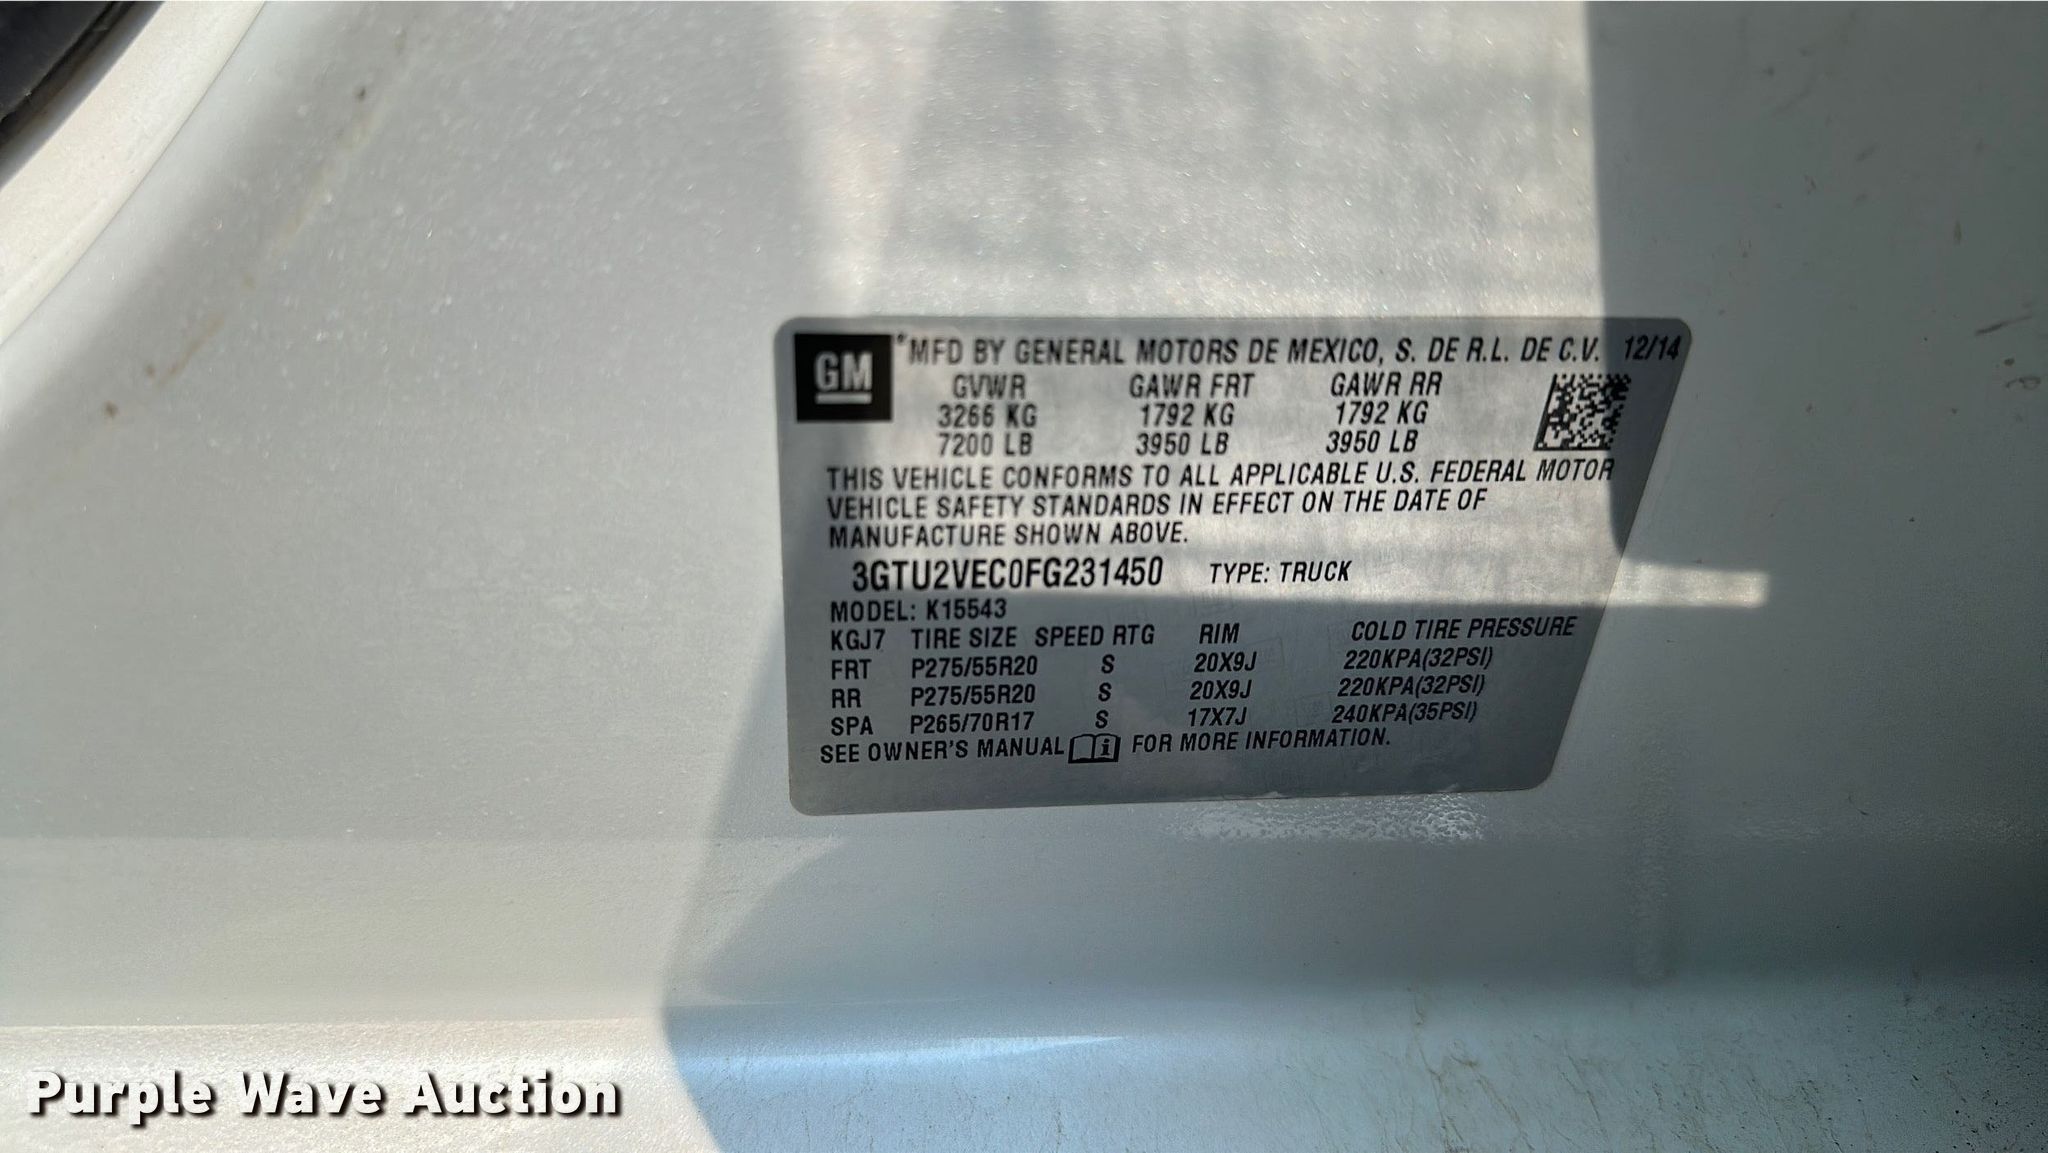 GM
*MFD BY GENERAL MOTORS DE MEXICO, S. DE R.L. DE C.V. 12/14
GVWR GAWR FRT GAWR RR
3266 KG 1792 KG 1792 KG
7200 LB 3950 LB 3950 LB
THIS VEHICLE CONFORMS TO ALL APPLICABLE U.S. FEDERAL MOTOR
VEHICLE SAFETY STANDARDS IN EFFECT ON THE DATE OF
MANUFACTURE SHOWN ABOVE.
3GTU2VEC0FG231450 TYPE: TRUCK
MODEL: K15543
KGJ7 TIRE SIZE SPEED RTG RIM COLD TIRE PRESSURE
FRT P275/55R20 S 20X9J 220KPA(32PSI)
RR P275/55R20 S 20X9J 220KPA(32PSI)
SPA P265/70R17 S 17X7J 240KPA(35PSI)
SEE OWNER'S MANUAL FOR MORE INFORMATION.
Purple Wave Auction